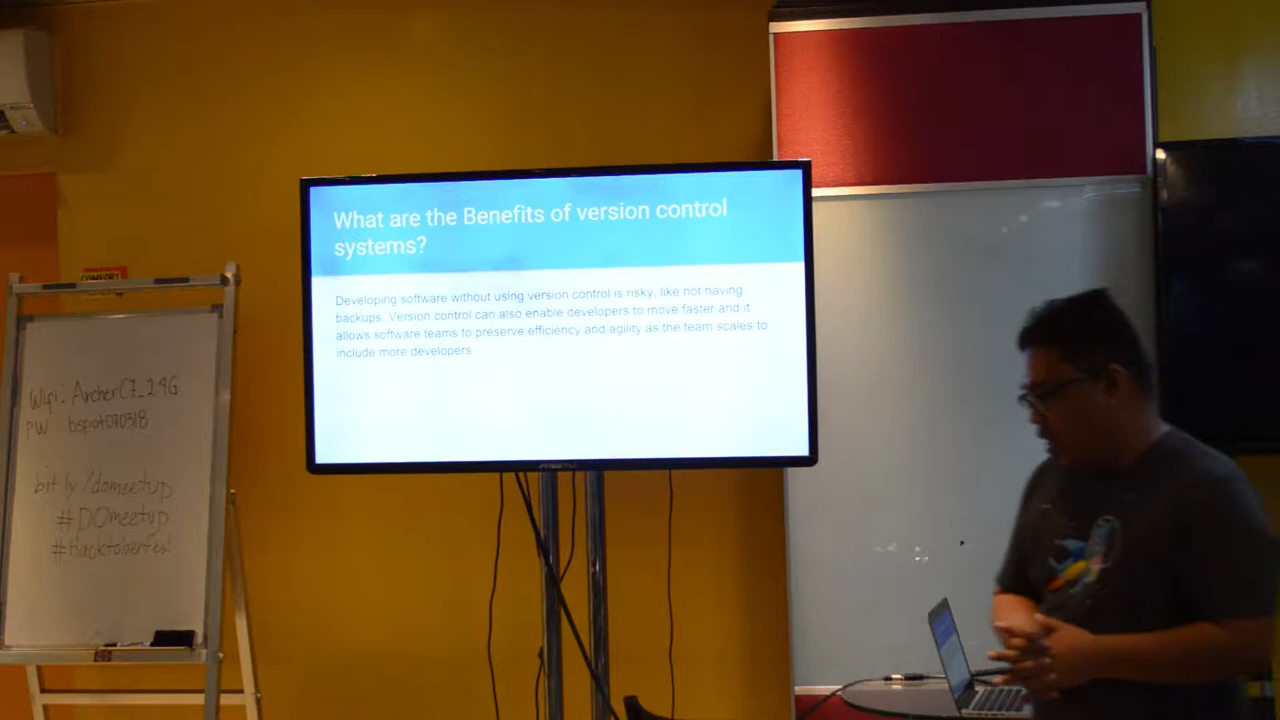 What are the Benefits of version control
systems?
Developing software without using version control is risky, like not having
backups. Version control can also enable developers to move faster and it
allows software teams to preserve efficiency and agility as the team scales to
include more developers
COMFORT
Wifi: ArcherC7_2.4G
PW bspot070318
bit.ly/domeetup
#DOmeetup
#Hacktoberfest